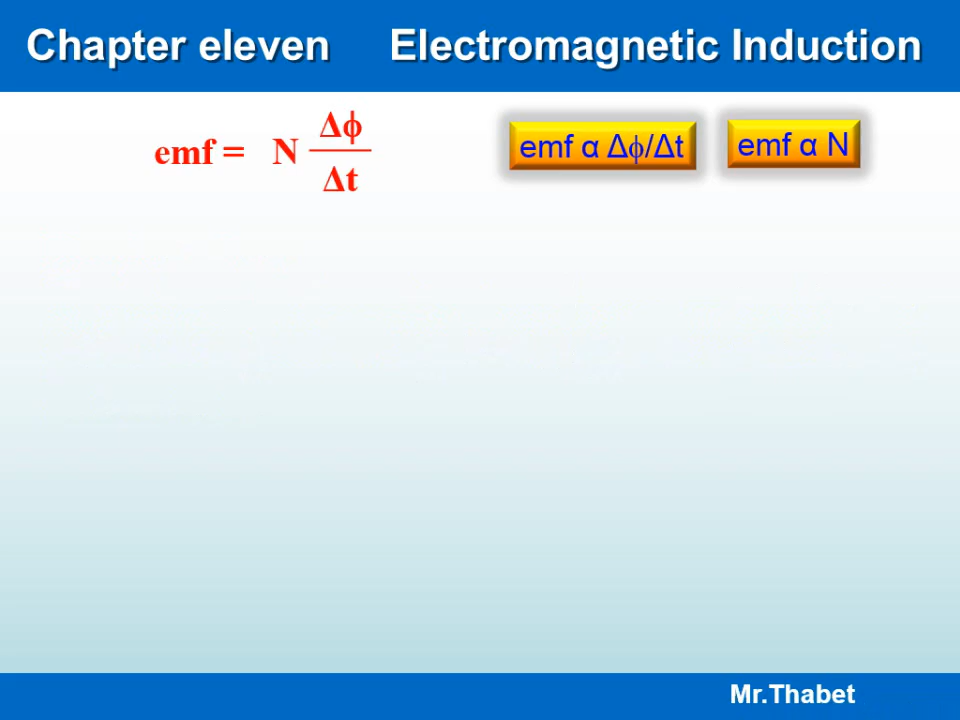 Chapter eleven Electromagnetic Induction
emf = N Δϕ/Δt
emf α Δϕ/Δt
emf α N
Mr.Thabet